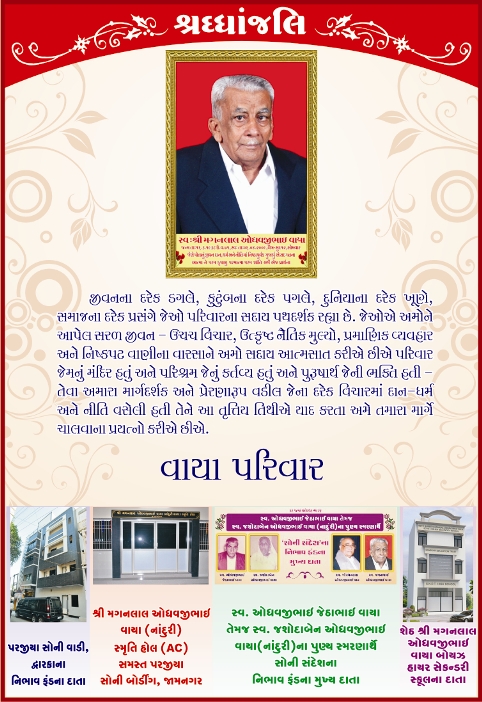 શ્રદ્ધાંજલિ
સ્વ:શ્રી મગનલાલ ઓધવજીભાઈ વાયા
જીવનના દરેક ડગલે, કુટુંબના દરેક પગલે, દુનિયાના દરેક ખૂણે,
સમાજના દરેક પ્રસંગે જેઓ પરિવારના સદાય પથદર્શક રહ્યા છે. જેઓએ અમોને
આપેલ સરળ જીવન – ઉચ્ચ વિચાર, ઉત્કૃષ્ટ નૈતિક મુલ્યો, પ્રમાણિક વ્યવહાર
અને નિષ્કપટ વાણીના વારસાને અમો સદાય આત્મસાત કરીએ છીએ પરિવાર
જેમનું મંદિર હતું અને પરિશ્રમ જેનું કર્તવ્ય હતું અને પુરૂષાર્થ જેની ભક્તિ હતી –
તેવા અમારા માર્ગદર્શક અને પ્રેરણારૂપ વડીલ જેના દરેક વિચારમાં દાન–ધર્મ
અને નીતિ વસેલી હતી તેને આ તૃત્તિય તિથીએ યાદ કરતા અમે તમારા માર્ગે
ચાલવાના પ્રયત્નો કરીએ છીએ.
વાયા પરિવાર
સ્વ. ઓધવજીભાઈ જેઠાભાઈ વાયા તેમજ
સ્વ. જશોદાબેન ઓધવજીભાઈ વાયા (નાંદુરી)ના પુણ્ય સ્મરણાર્થે
'સોની સંદેશ'ના
નિભાવ ફંડના
મુખ્ય દાતા
પરજીયા સોની વાડી,
દ્વારકાના
નિભાવ ફંડના દાતા
શ્રી મગનલાલ ઓધવજીભાઈ
વાયા (નાંદુરી)
સ્મૃતિ હોલ (AC)
સમસ્ત પરજીયા
સોની બોર્ડીંગ, જામનગર
સ્વ. ઓધવજીભાઈ જેઠાભાઈ વાયા
તેમજ સ્વ. જશોદાબેન ઓધવજીભાઈ
વાયા(નાંદુરી)ના પુણ્ય સ્મરણાર્થે
સોની સંદેશના
નિભાવ ફંડના મુખ્ય દાતા
શેઠ શ્રી મગનલાલ
ઓધવજીભાઈ
વાયા બોયઝ
હાયર સેકન્ડરી
સ્કૂલના દાતા